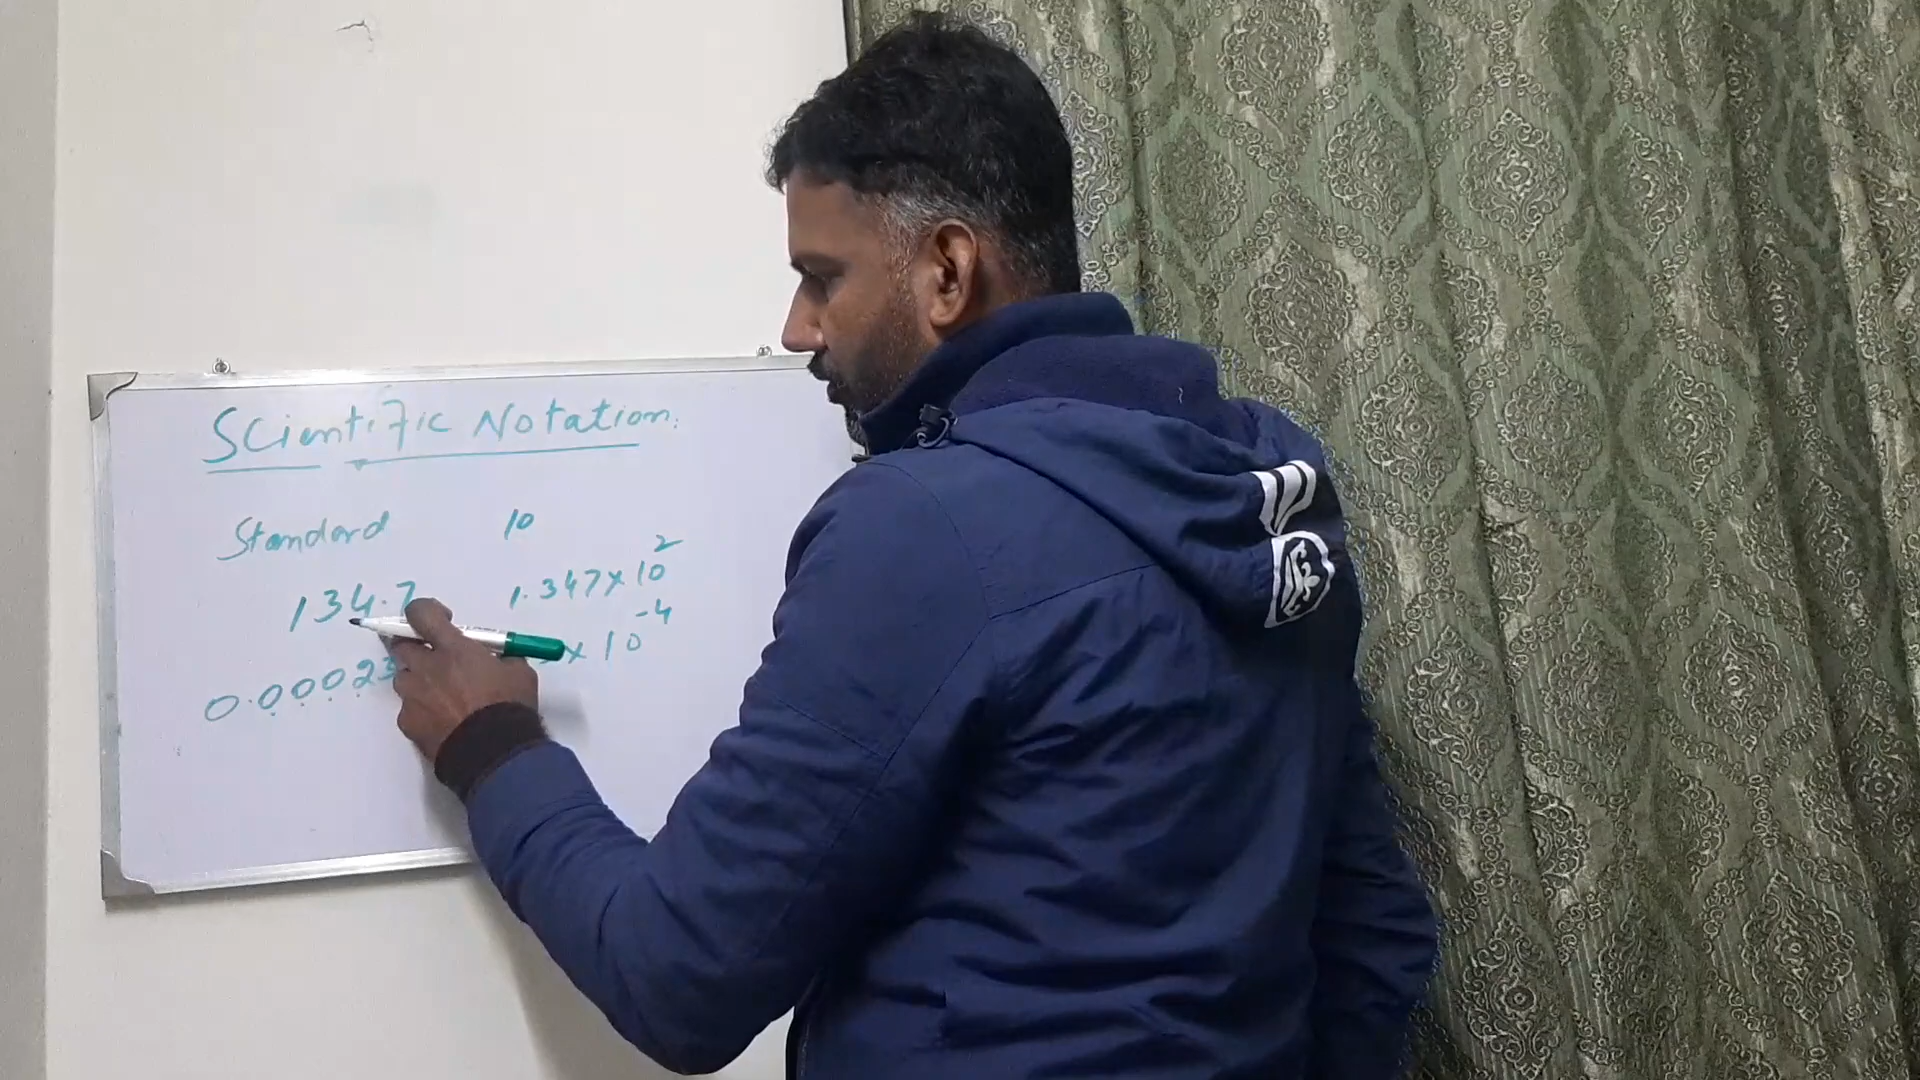 Scientific Notation:
Standard 10
134.7 1.347 x 10²
0.00023 x 10⁻⁴